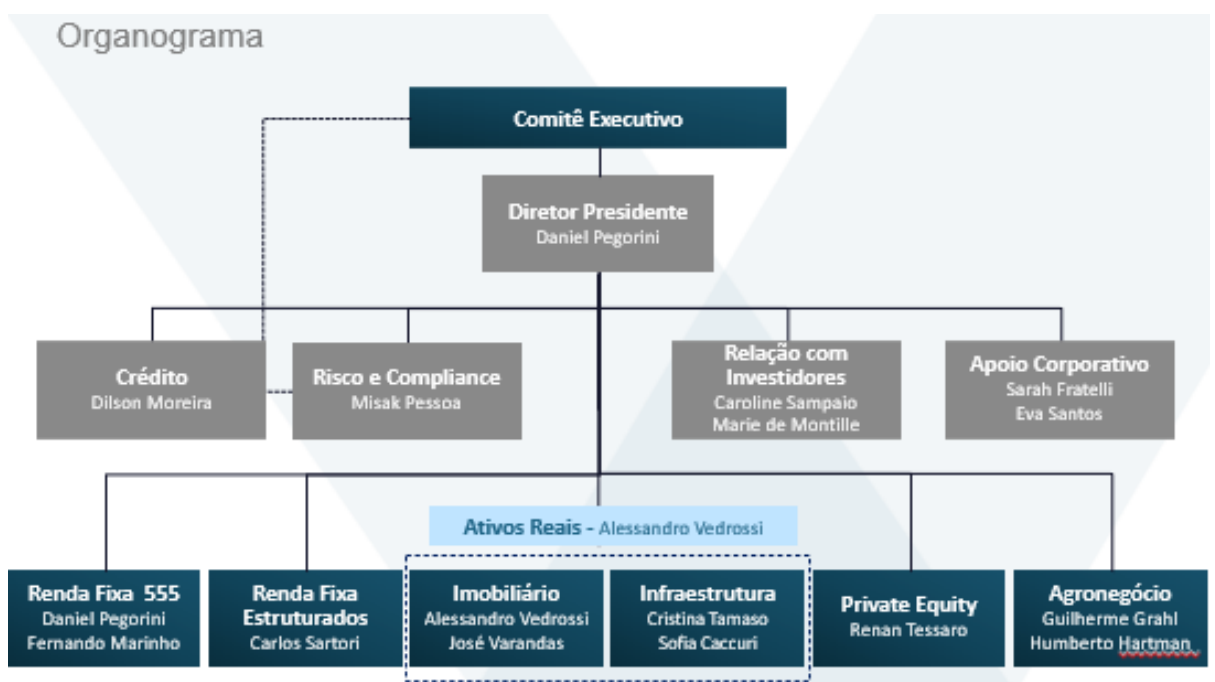 Organograma
Comitê Executivo
Diretor Presidente
Daniel Pegorini
Crédito
Dilson Moreira
Risco e Compliance
Misak Pessoa
Relação com
Investidores
Caroline Sampaio
Marie de Montille
Apoio Corporativo
Sarah Fratelli
Eva Santos
Ativos Reais - Alessandro Vedrossi
Renda Fixa 555
Daniel Pegorini
Fernando Marinho
Renda Fixa
Estruturados
Carlos Sartori
Imobiliário
Alessandro Vedrossi
José Varandas
Infraestrutura
Cristina Tamaso
Sofia Caccuri
Private Equity
Renan Tessaro
Agronegócio
Guilherme Grahl
Humberto Hartman